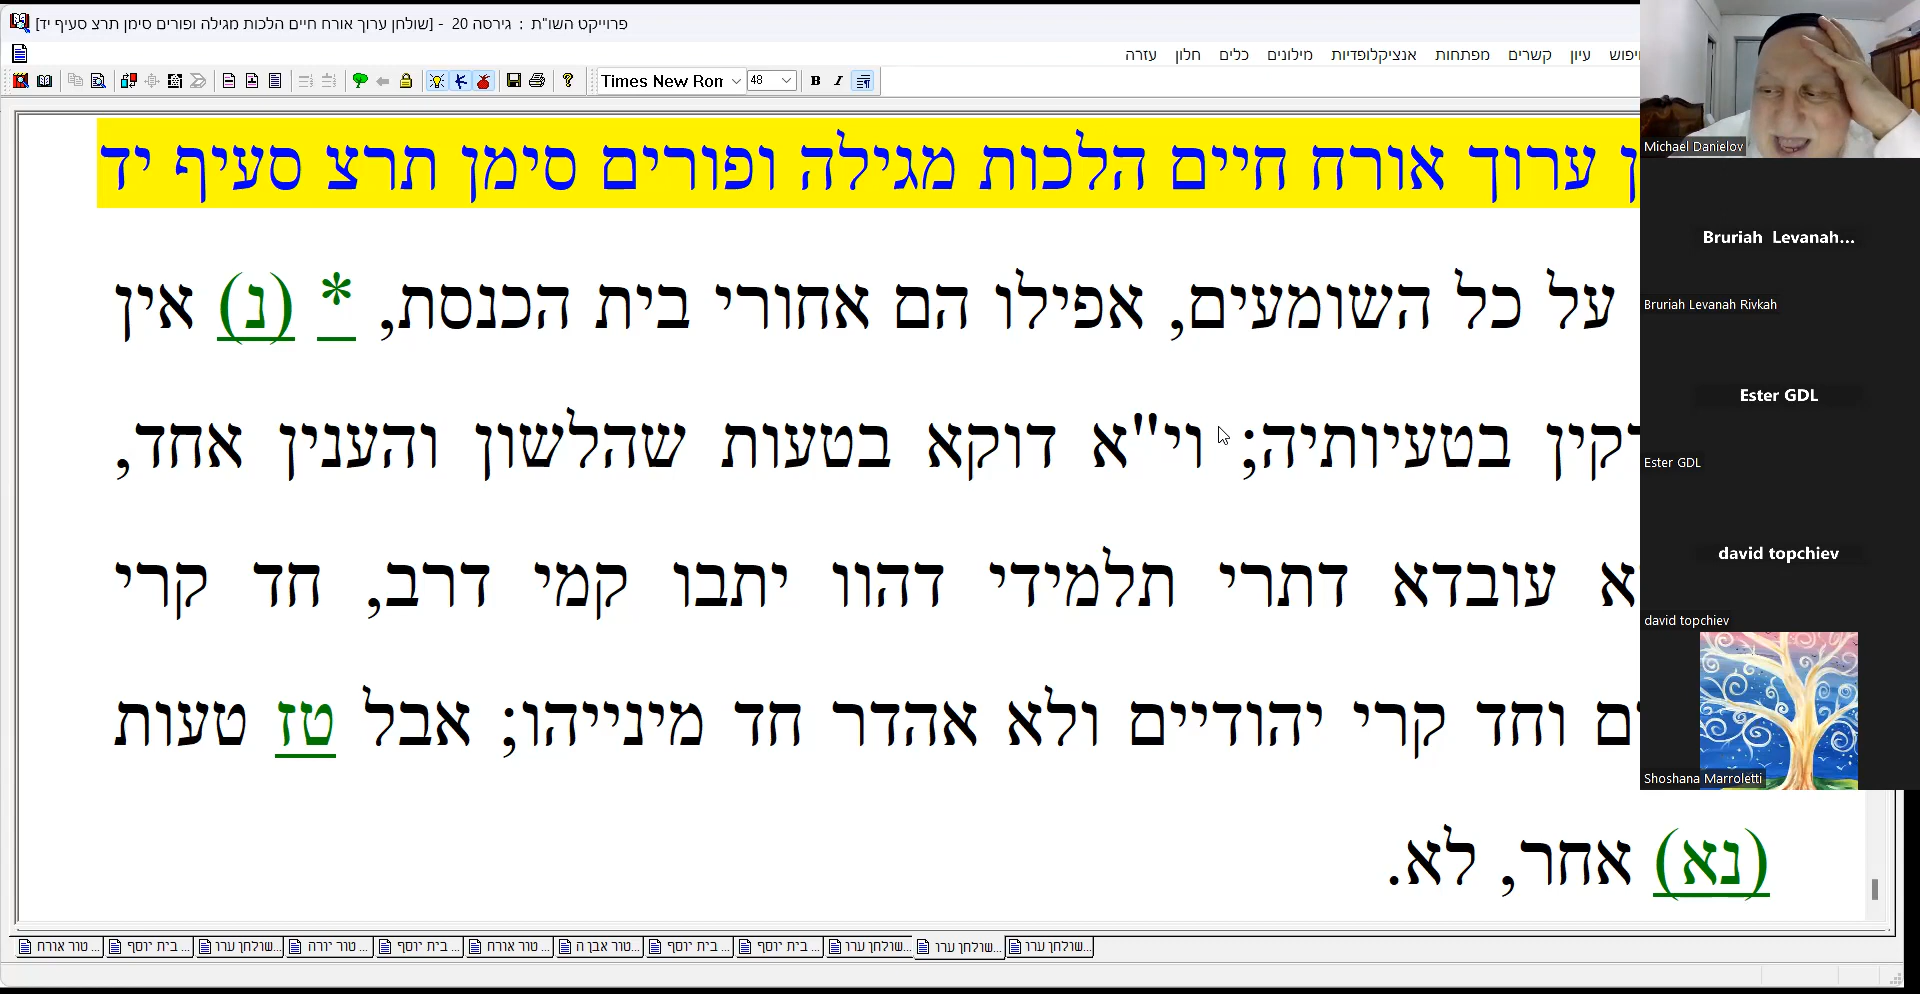 פרוייקט השו"ת : גירסה 20 - [שולחן ערוך אורח חיים הלכות מגילה ופורים סימן תרצ סעיף יד]
עיון קשרים מפתחות אנציקלופדיות מילונים כלים חלון עזרה
Times New Ron 48 B I
ערוך אורח חיים הלכות מגילה ופורים סימן תרצ סעיף יד
על כל השומעים, אפילו הם אחורי בית הכנסת, * (נ) אין
בטעיותיה; וי"א דוקא בטעות שהלשון והענין אחד,
עובדא דתרי תלמידי דהוו יתבו קמי דרב, חד קרי
וחד קרי יהודיים ולא אהדר חד מינייהו; אבל טז טעות
(נא) אחר, לא.
טור אורח ... בית יוסף ... שולחן ערו... טור יורה ... בית יוסף ... טור אורח ... טור אבן ה... בית יוסף ... בית יוסף ... שולחן ערו... שולחן ערו... שולחן ערו...
Michael Danielov
Bruriah Levanah...
Bruriah Levanah Rivkah
Ester GDL
Ester GDL
david topchiev
david topchiev
Shoshana Marroletti